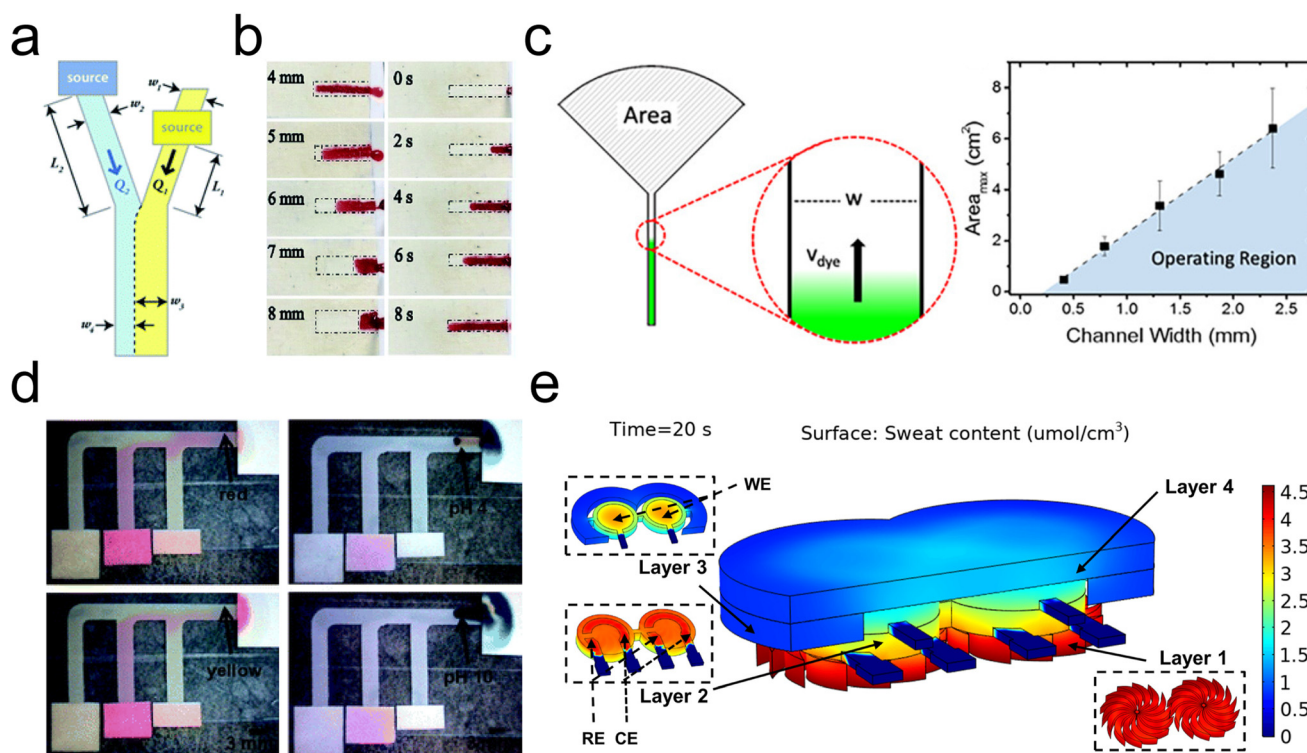 a
source
source
w₁
w₂
L₂
L₁
Q₂
Q₁
w₃
w₄
b
4 mm
0 s
5 mm
2 s
6 mm
4 s
7 mm
6 s
8 mm
8 s
c
Area
W
V_dye
Area_max (cm²)
8
6
4
2
0
Operating Region
0.0
0.5
1.0
1.5
2.0
2.5
Channel Width (mm)
d
red
pH 4
yellow
pH 10
3 mm
e
Time=20 s
Surface: Sweat content (umol/cm³)
WE
Layer 4
Layer 3
Layer 2
Layer 1
RE
CE
4.5
4
3.5
3
2.5
2
1.5
1
0.5
0